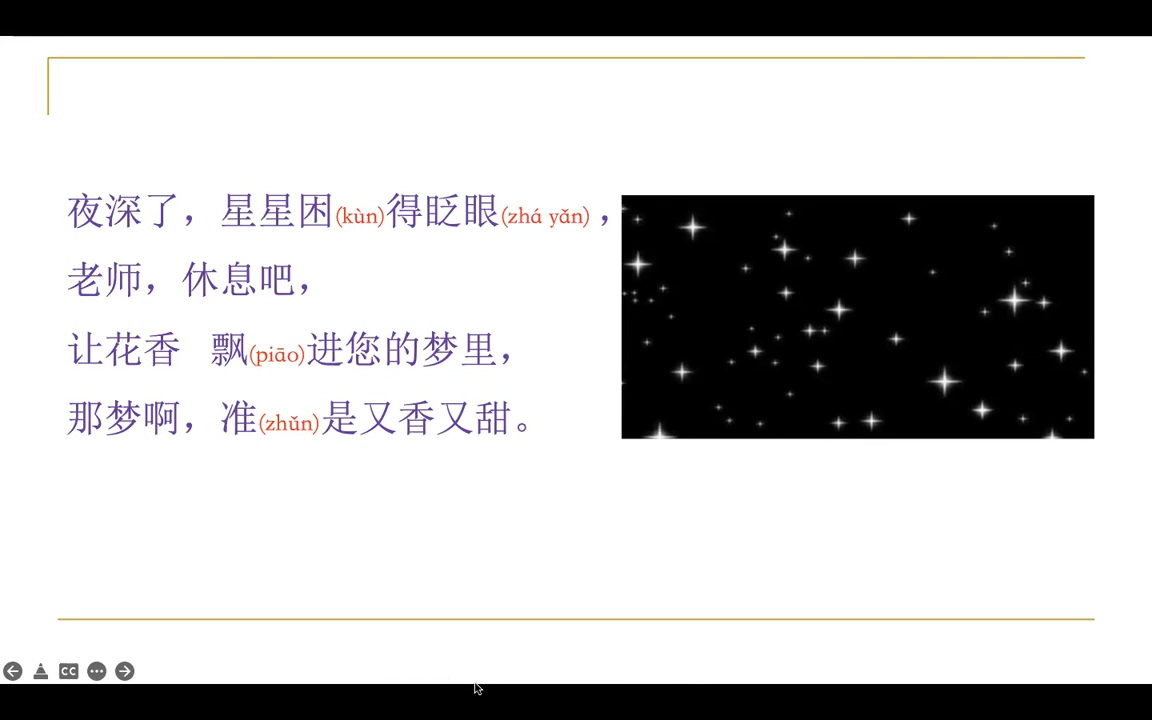 夜深了，星星困(kùn)得眨眼(zhá yǎn)，
老师，休息吧，
让花香 飘(piāo)进您的梦里，
那梦啊，准(zhǔn)是又香又甜。
CC